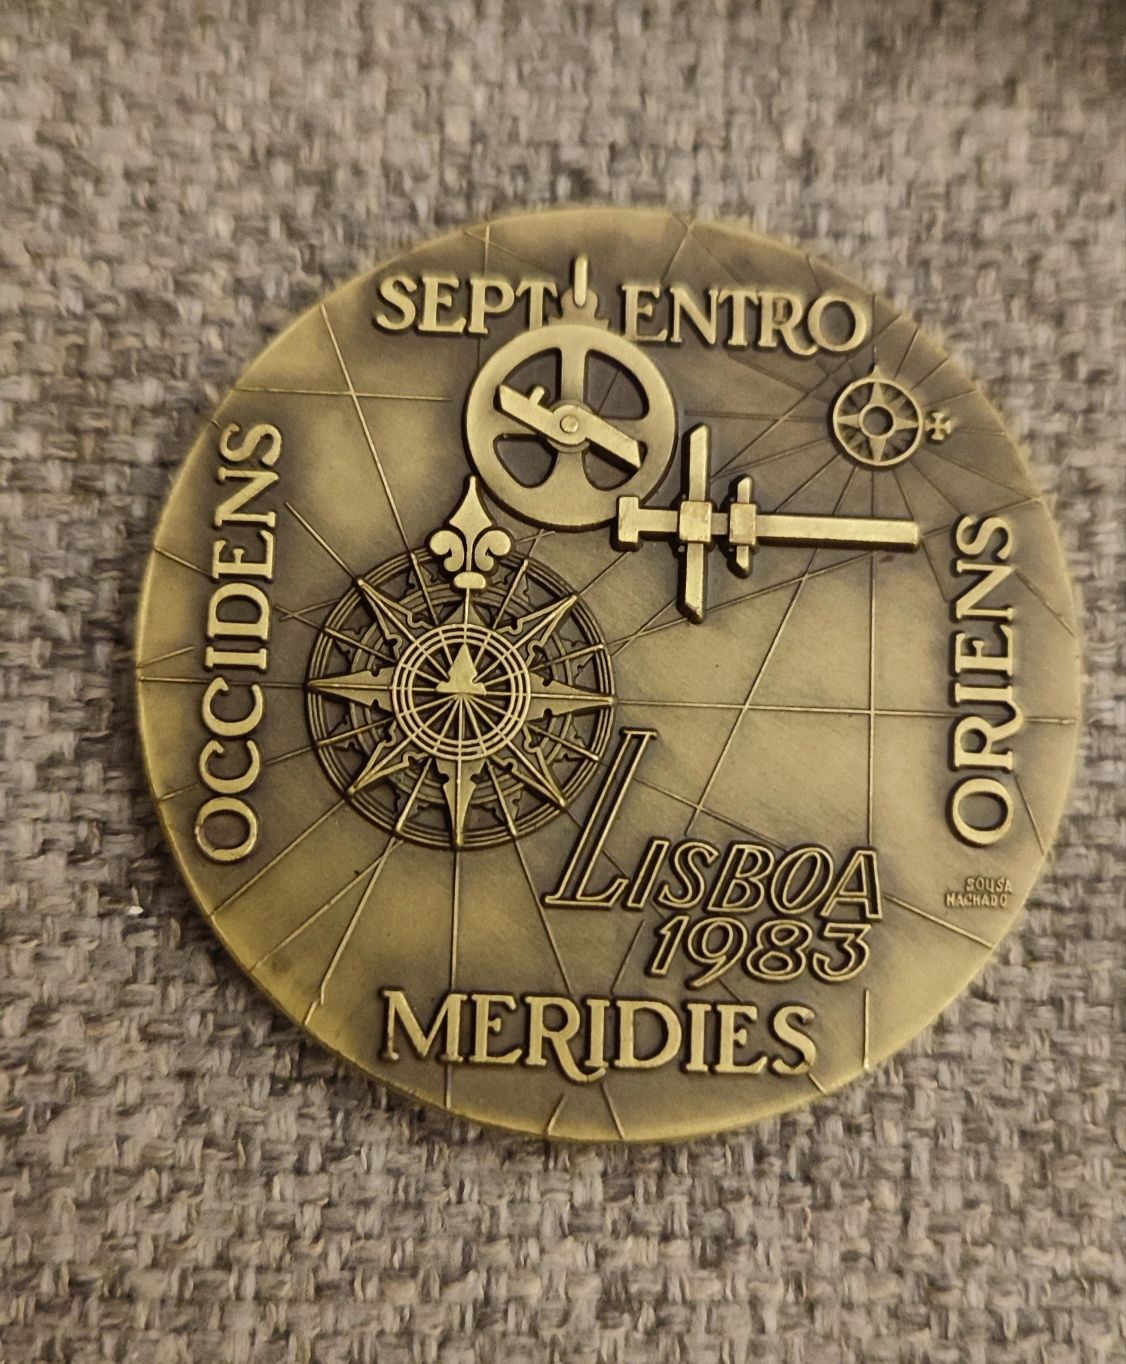 SEPTENTRO
OCCIDENS
ORIENS
LISBOA
1983
SOUSA
MACHADO
MERIDIES